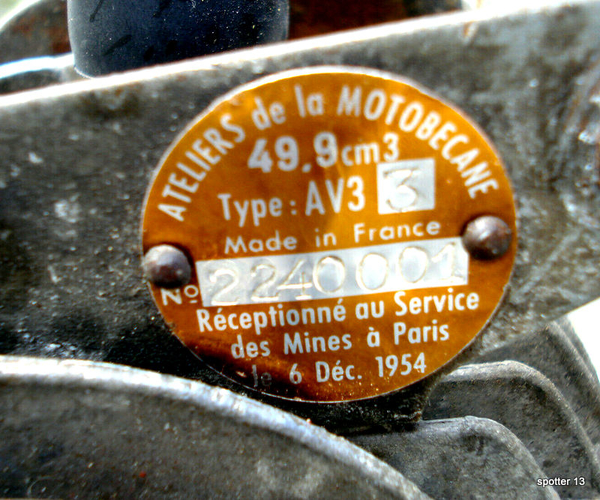 ATELIERS de la MOTOBECANE
49,9cm3
Type : AV3 3
Made in France
No 2240001
Réceptionné au Service
des Mines à Paris
le 6 Déc. 1954
spotter 13